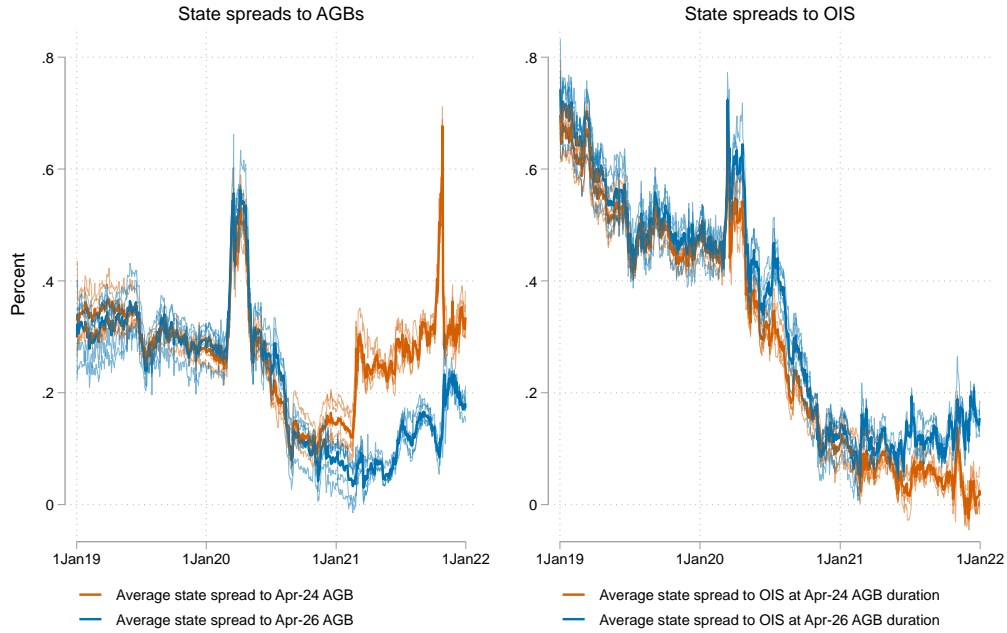 State spreads to AGBs
Percent
.8
.6
.4
.2
0
1Jan19
1Jan20
1Jan21
1Jan22
Average state spread to Apr-24 AGB
Average state spread to Apr-26 AGB
State spreads to OIS
.8
.6
.4
.2
0
1Jan19
1Jan20
1Jan21
1Jan22
Average state spread to OIS at Apr-24 AGB duration
Average state spread to OIS at Apr-26 AGB duration